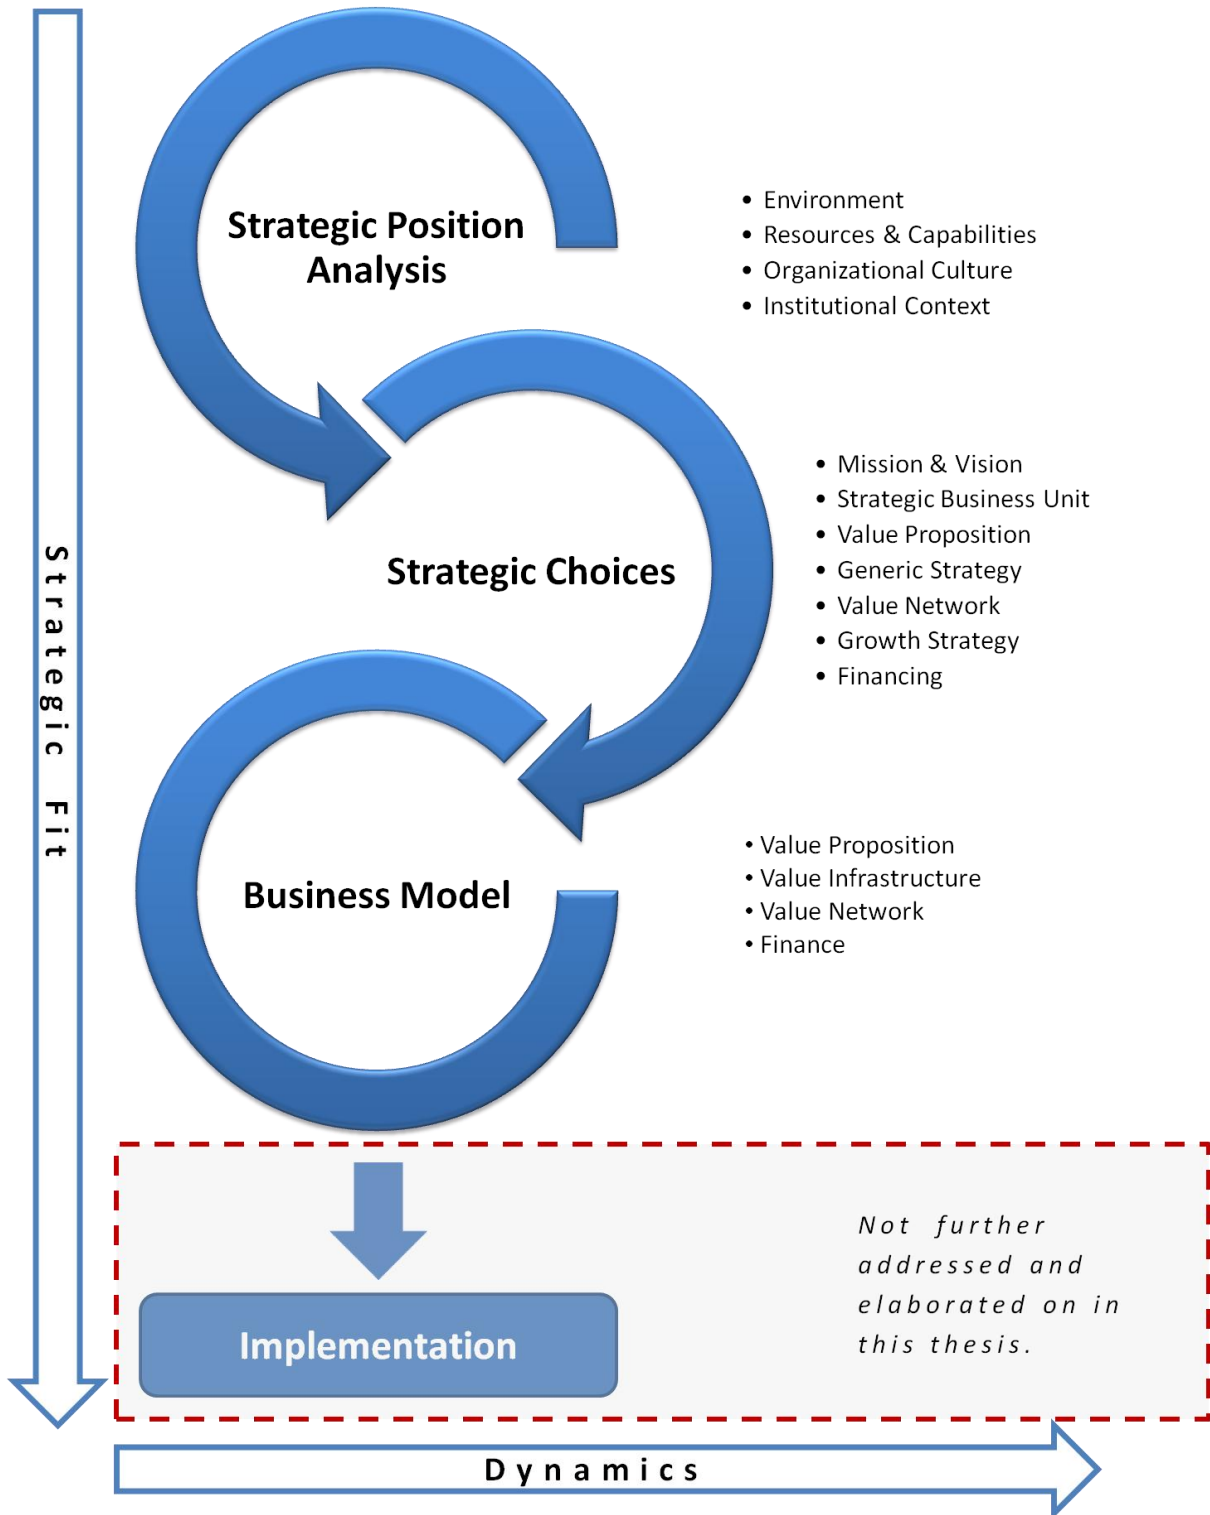 Strategic Position
Analysis
• Environment
• Resources & Capabilities
• Organizational Culture
• Institutional Context
Strategic Choices
• Mission & Vision
• Strategic Business Unit
• Value Proposition
• Generic Strategy
• Value Network
• Growth Strategy
• Financing
Strategic Fit
Business Model
• Value Proposition
• Value Infrastructure
• Value Network
• Finance
Implementation
Not further
addressed and
elaborated on in
this thesis.
Dynamics